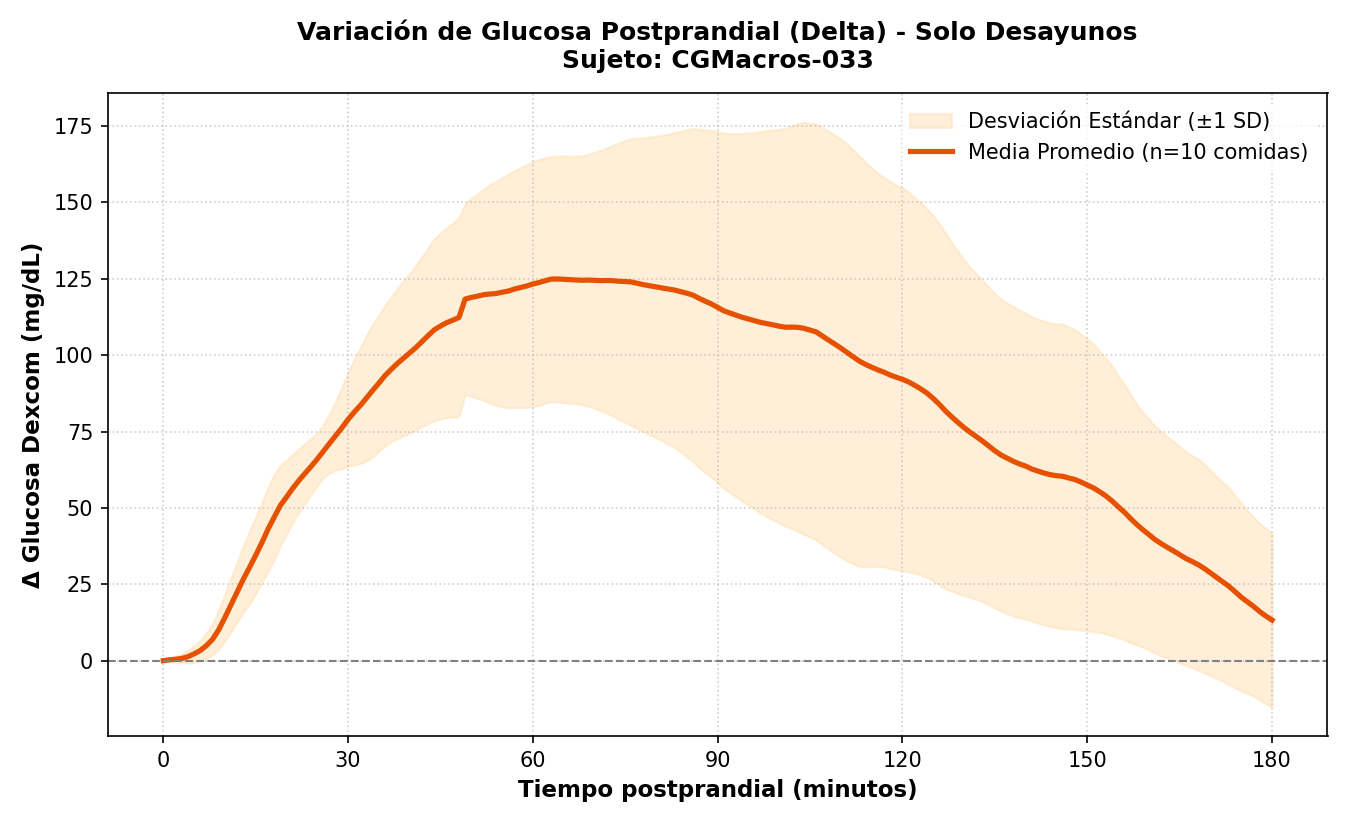 Variación de Glucosa Postprandial (Delta) - Solo Desayunos
Sujeto: CGMacros-033
Desviación Estándar (±1 SD)
Media Promedio (n=10 comidas)
Δ Glucosa Dexcom (mg/dL)
175
150
125
100
75
50
25
0
0 30 60 90 120 150 180
Tiempo postprandial (minutos)